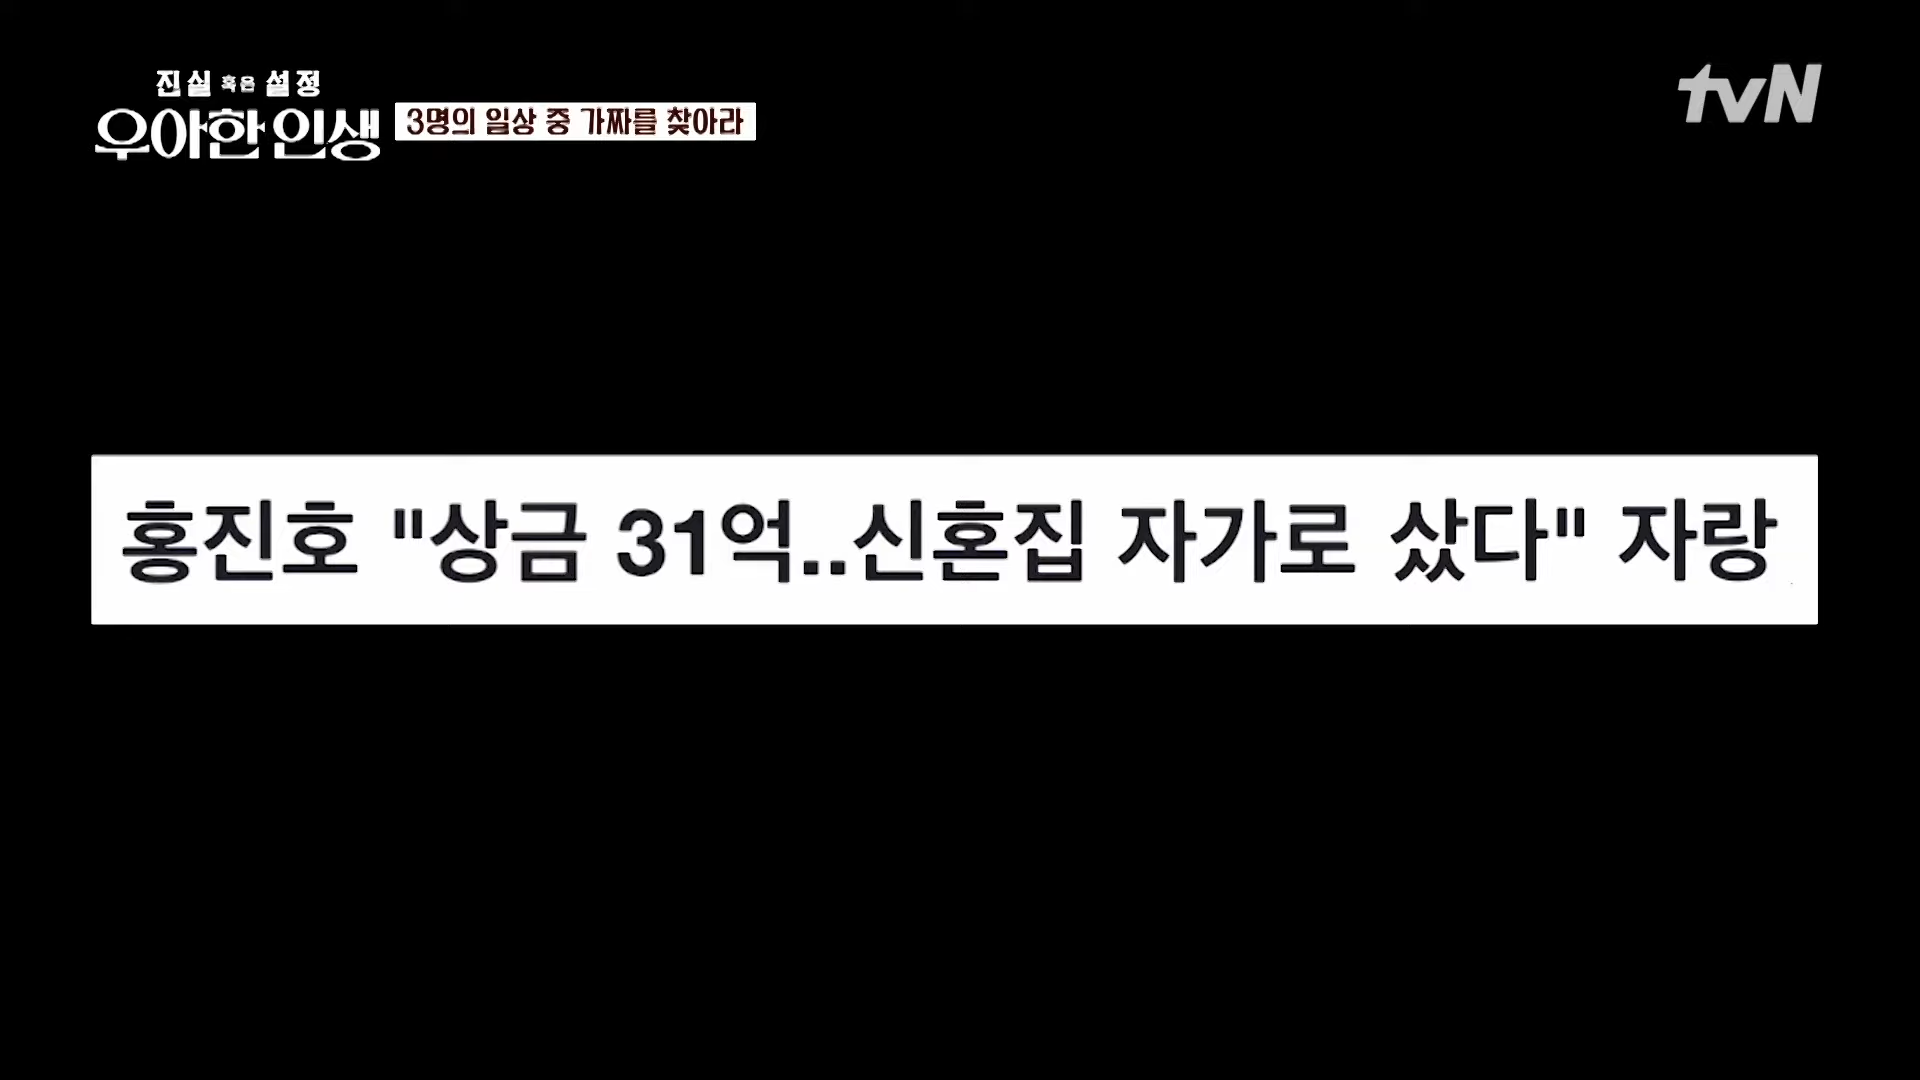 진실 혹은 설정
우아한 인생
3명의 일상 중 가짜를 찾아라
tvN
홍진호 "상금 31억..신혼집 자가로 샀다" 자랑